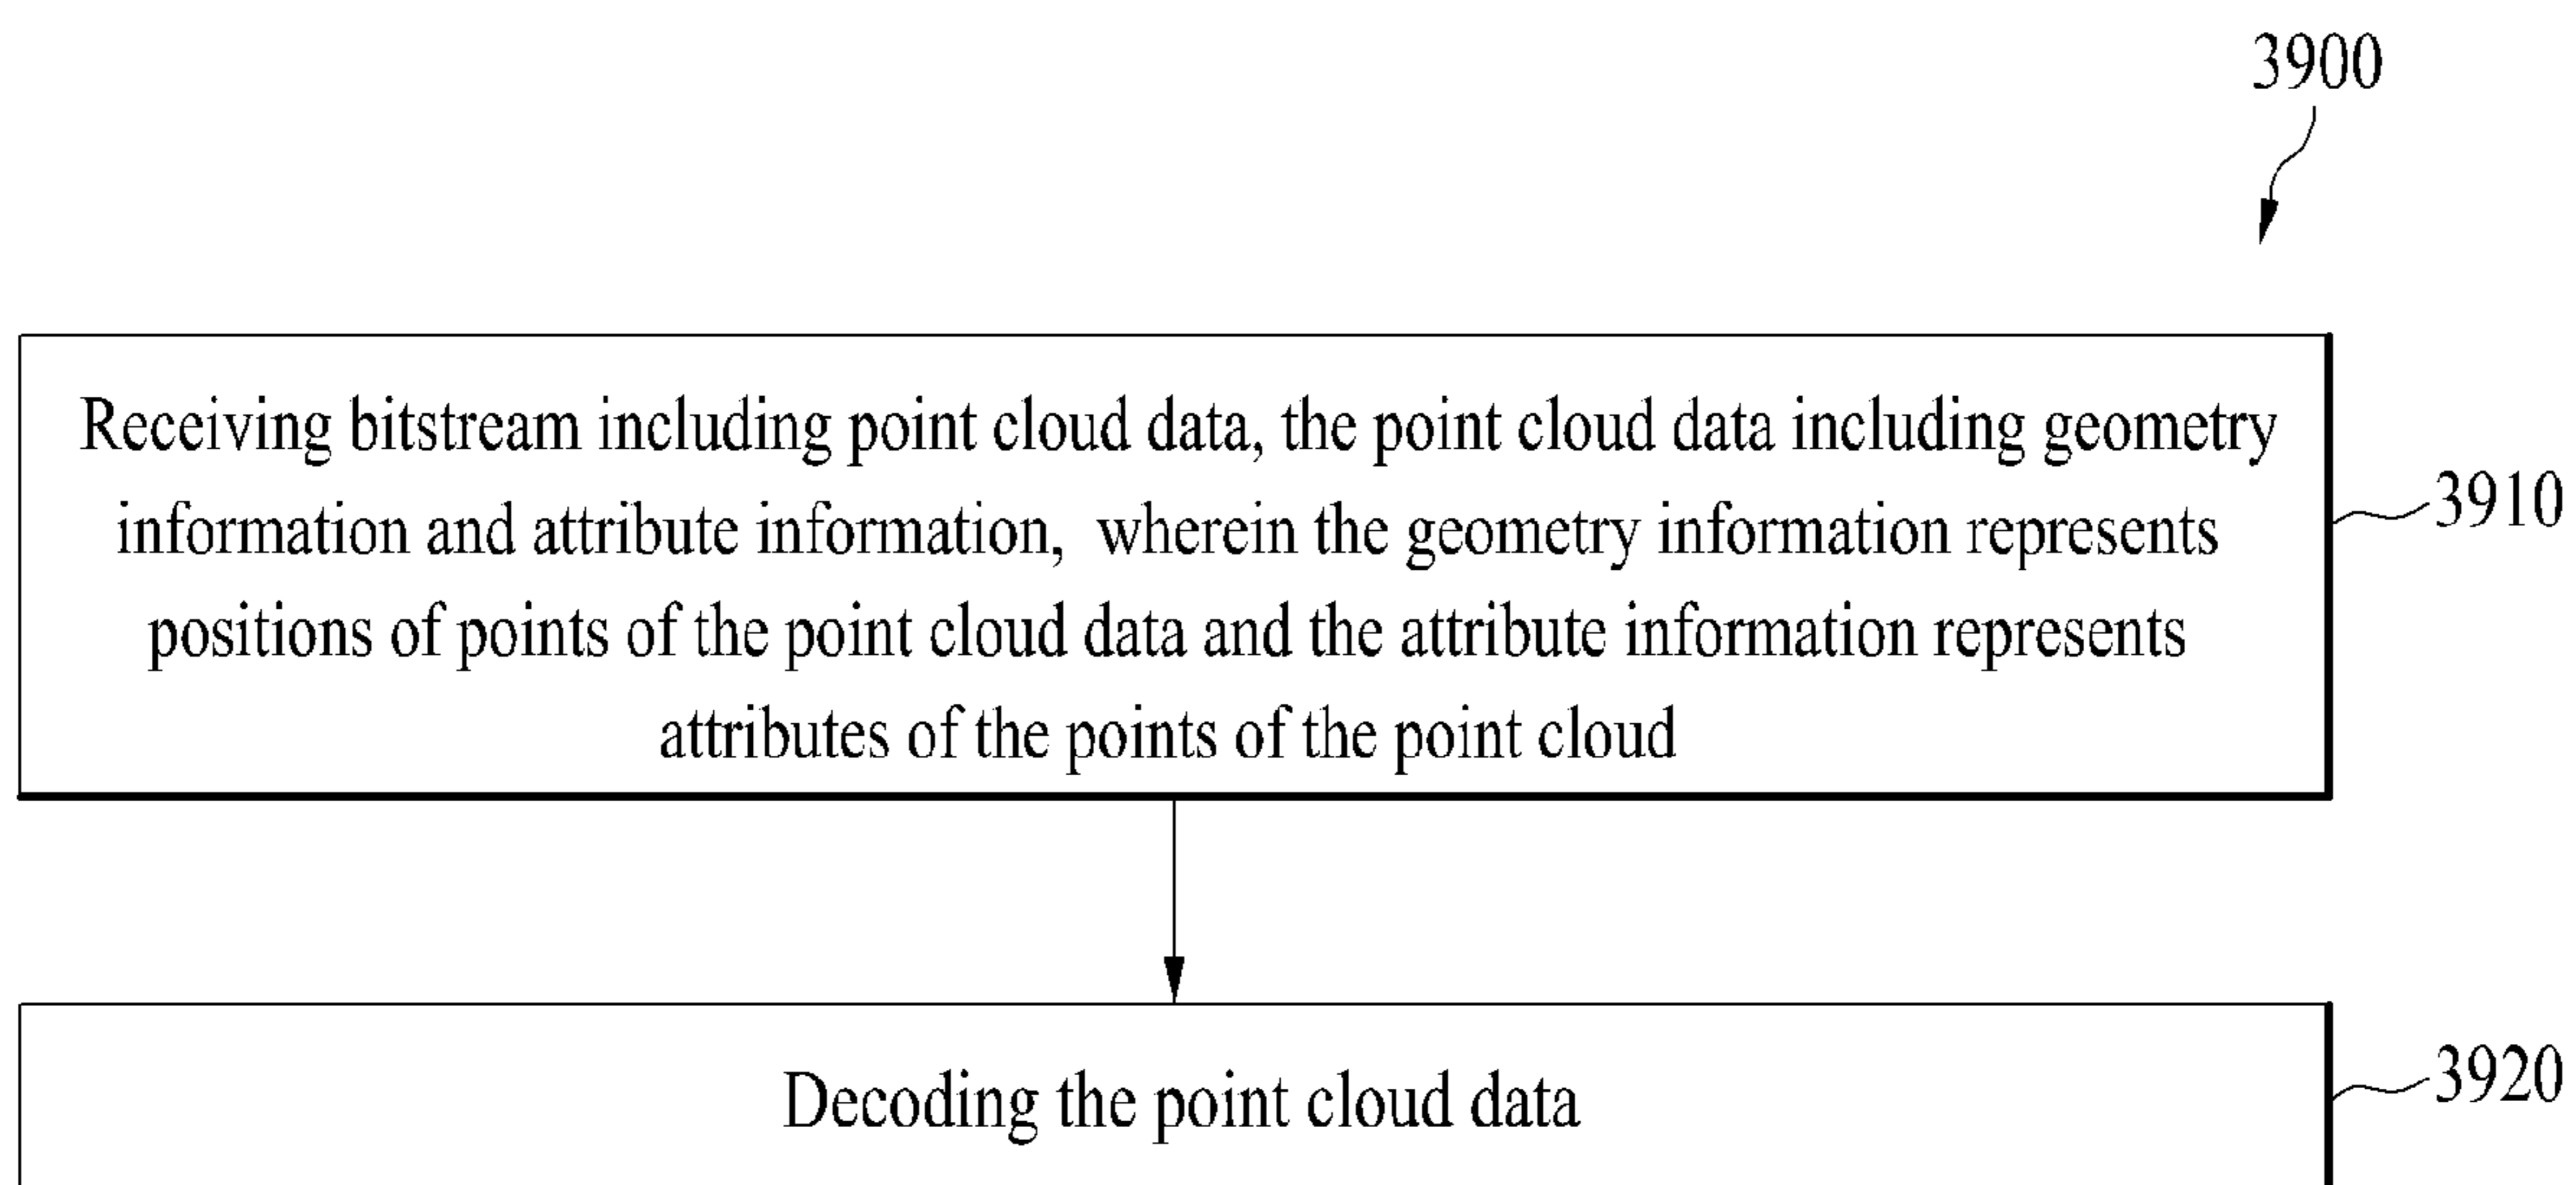 3900
Receiving bitstream including point cloud data, the point cloud data including geometry
information and attribute information, wherein the geometry information represents
positions of points of the point cloud data and the attribute information represents
attributes of the points of the point cloud
3910
Decoding the point cloud data
3920